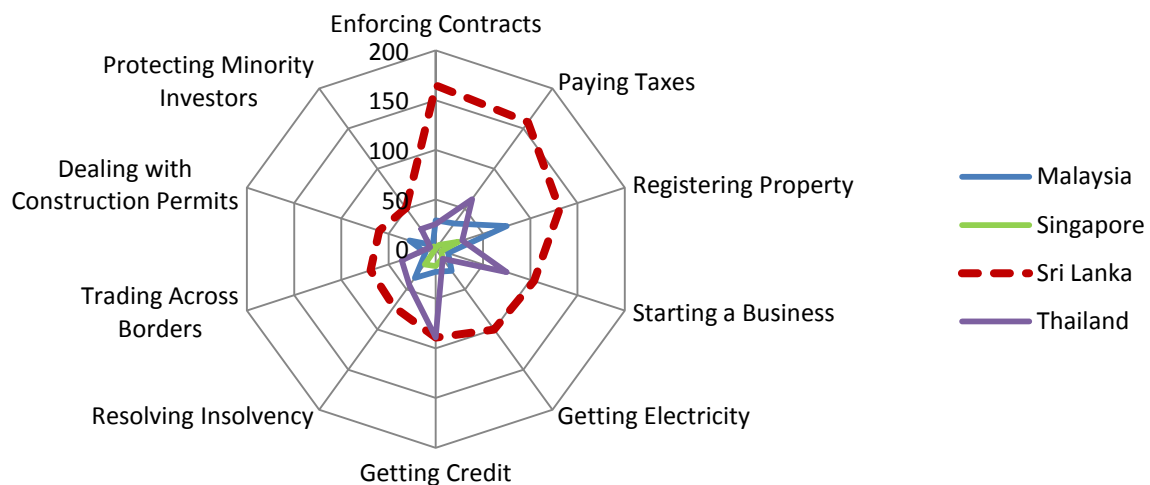 Enforcing Contracts
200
Protecting Minority
Investors
Paying Taxes
150
100
Dealing with
Construction Permits
Registering Property
50
0
Trading Across
Borders
Starting a Business
Resolving Insolvency
Getting Electricity
Getting Credit
Malaysia
Singapore
Sri Lanka
Thailand